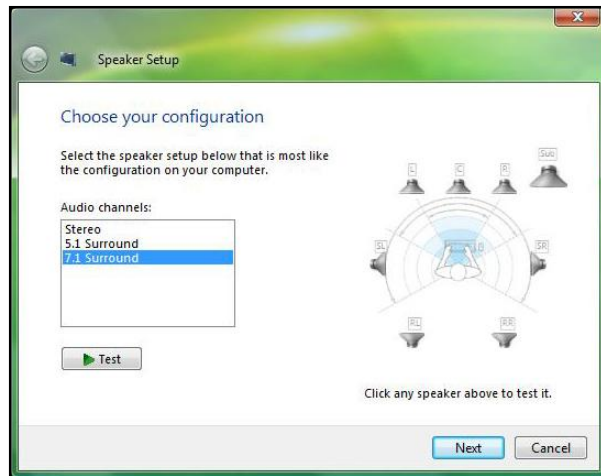 Speaker Setup
Choose your configuration
Select the speaker setup below that is most like
the configuration on your computer.
Audio channels:
Stereo
5.1 Surround
7.1 Surround
Test
L
C
R
Sub
SL
SR
RL
RR
Click any speaker above to test it.
Next
Cancel